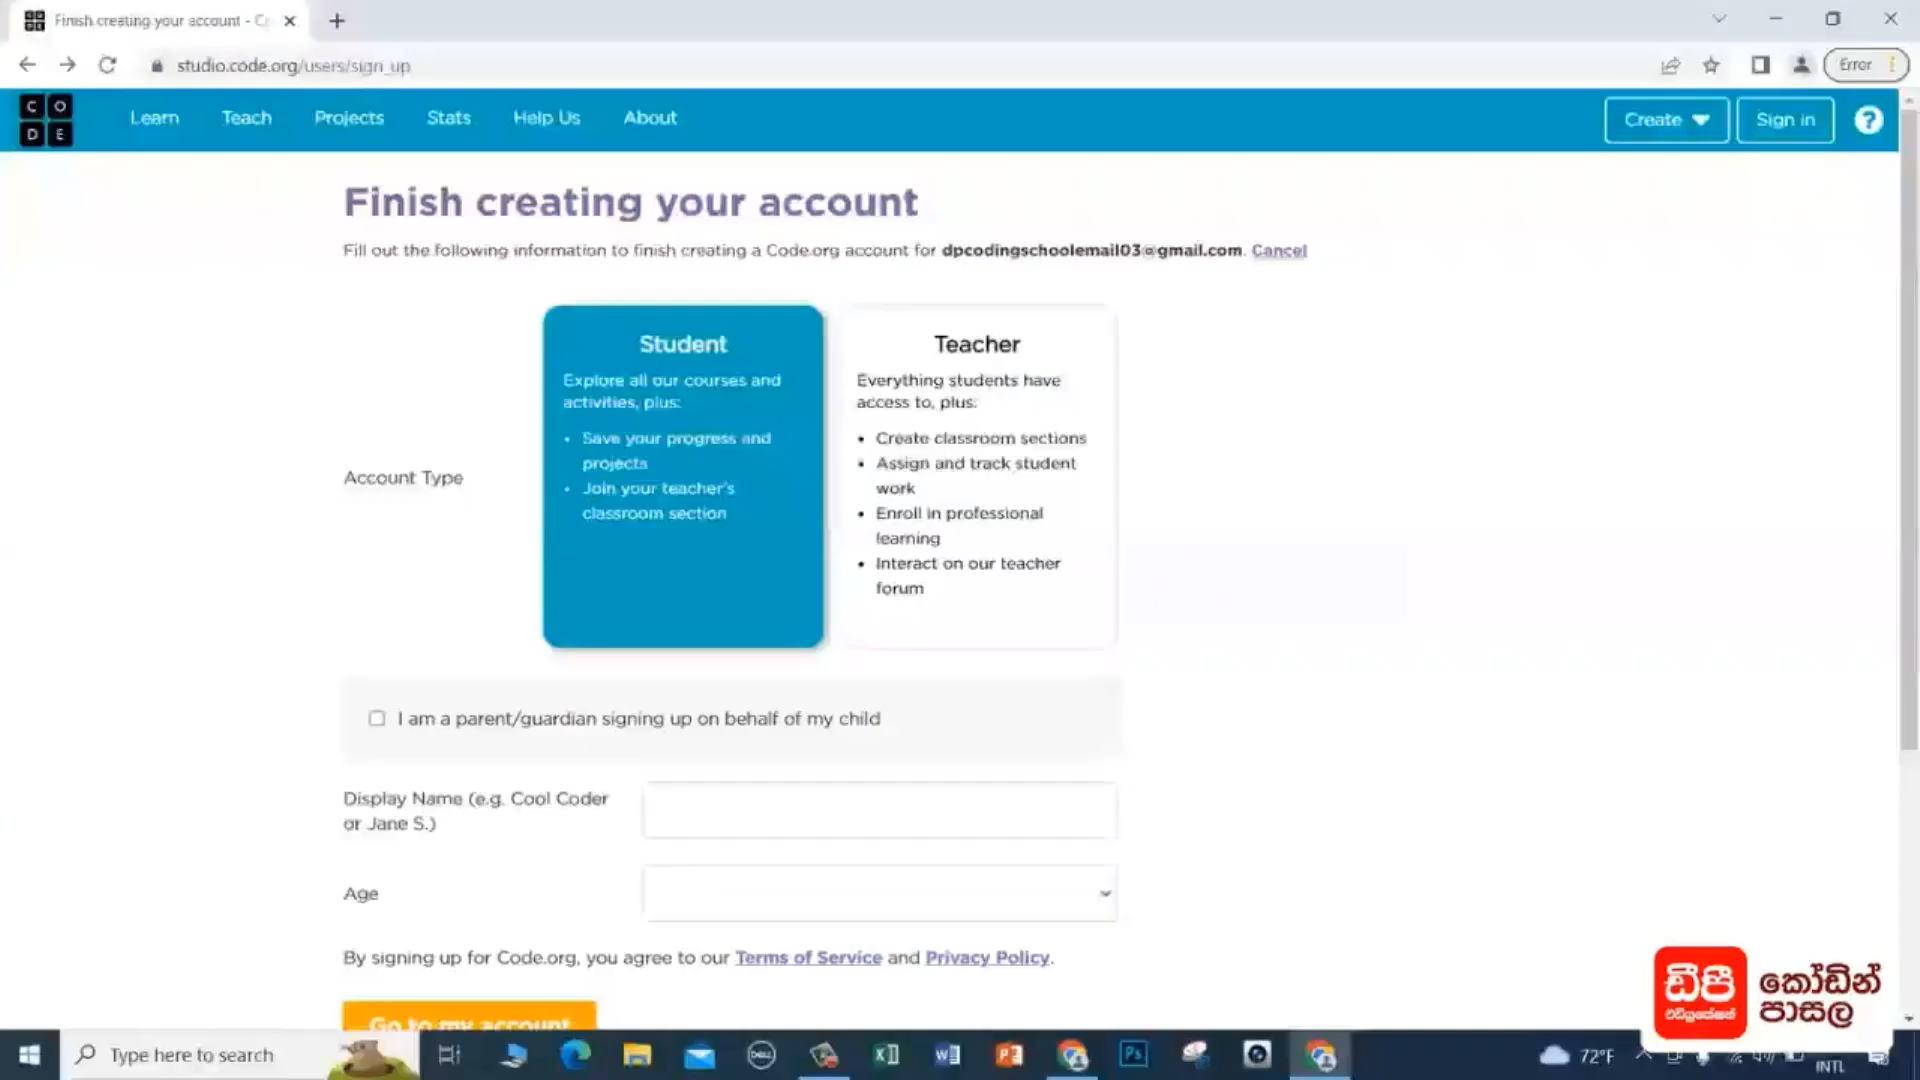 Finish creating your account - C
studio.code.org/users/sign_up
Error
C O
D E
Learn
Teach
Projects
Stats
Help Us
About
Create
Sign in
?
Finish creating your account
Fill out the following information to finish creating a Code.org account for dpcodingschoolemail03@gmail.com. Cancel
Account Type
Student
Explore all our courses and
activities, plus:
• Save your progress and
projects
• Join your teacher's
classroom section
Teacher
Everything students have
access to, plus:
• Create classroom sections
• Assign and track student
work
• Enroll in professional
learning
• Interact on our teacher
forum
I am a parent/guardian signing up on behalf of my child
Display Name (e.g. Cool Coder
or Jane S.)
Age
By signing up for Code.org, you agree to our Terms of Service and Privacy Policy.
Go to my account
ඩීපී
එඩියුකේෂන්
කෝඩින්
පාසල
Type here to search
DELL
Ps
72°F
INTL